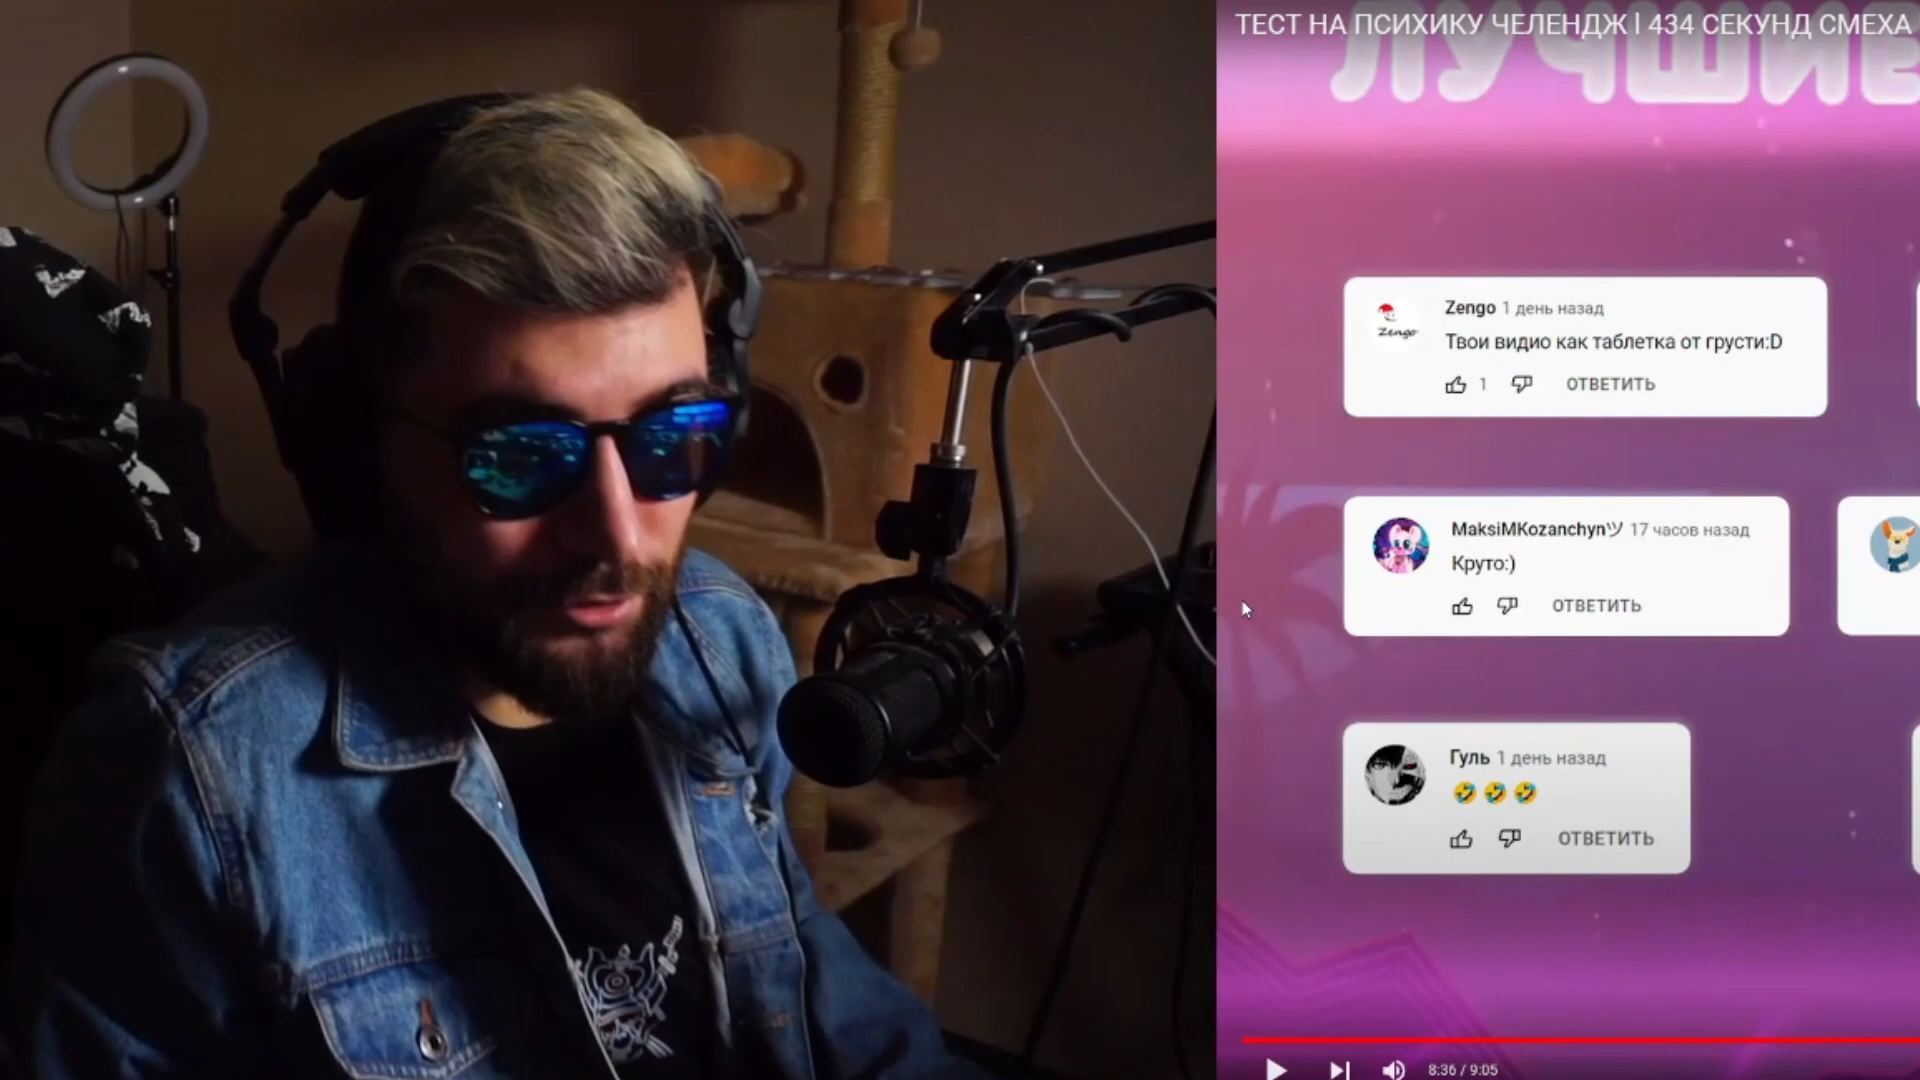 ТЕСТ НА ПСИХИКУ ЧЕЛЕНДЖ l 434 СЕКУНД СМЕХА
ЛУЧШИЕ
Zengo
Zengo 1 день назад
Твои видио как таблетка от грусти:D
1 ОТВЕТИТЬ
MaksiMKozanchynツ 17 часов назад
Круто:)
ОТВЕТИТЬ
Гуль 1 день назад
🤣🤣🤣
ОТВЕТИТЬ
8:36 / 9:05